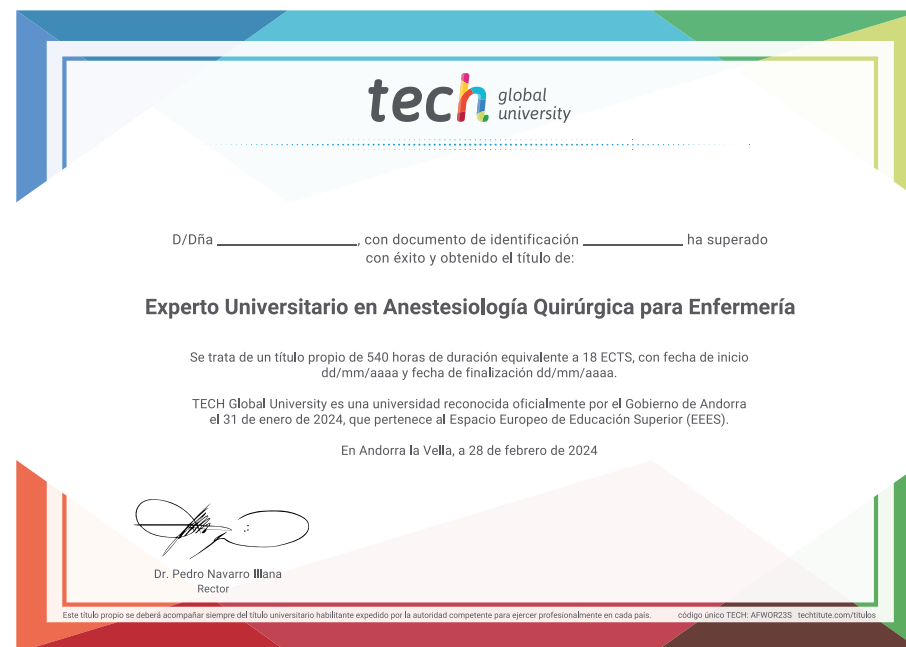 tech global
university
D/Dña ____________________, con documento de identificación ______________ ha superado
con éxito y obtenido el título de:
Experto Universitario en Anestesiología Quirúrgica para Enfermería
Se trata de un título propio de 540 horas de duración equivalente a 18 ECTS, con fecha de inicio
dd/mm/aaaa y fecha de finalización dd/mm/aaaa.
TECH Global University es una universidad reconocida oficialmente por el Gobierno de Andorra
el 31 de enero de 2024, que pertenece al Espacio Europeo de Educación Superior (EEES).
En Andorra la Vella, a 28 de febrero de 2024
Dr. Pedro Navarro Illana
Rector
Este título propio se deberá acompañar siempre del título universitario habilitante expedido por la autoridad competente para ejercer profesionalmente en cada país. código único TECH: AFWOR23S techtitute.com/titulos